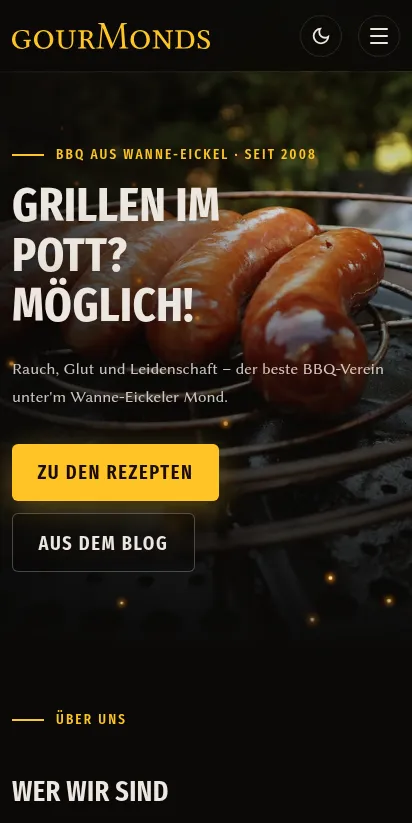 GOURMONDS
BBQ AUS WANNE-EICKEL · SEIT 2008
GRILLEN IM
POTT?
MÖGLICH!
Rauch, Glut und Leidenschaft – der beste BBQ-Verein
unter'm Wanne-Eickeler Mond.
ZU DEN REZEPTEN
AUS DEM BLOG
ÜBER UNS
WER WIR SIND